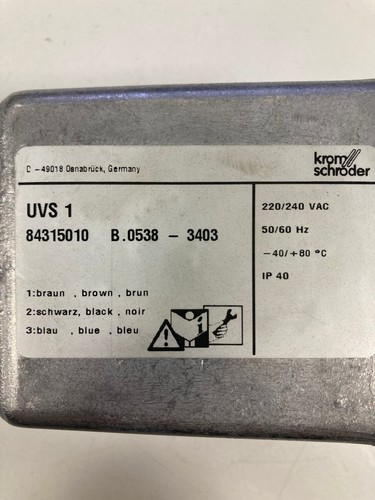 krom
schröder
D - 49018 Osnabrück, Germany
UVS 1
84315010 B.0538 - 3403
1:braun , brown , brun
2:schwarz, black , noir
3:blau , blue , bleu
220/240 VAC
50/60 Hz
-40/+80 °C
IP 40